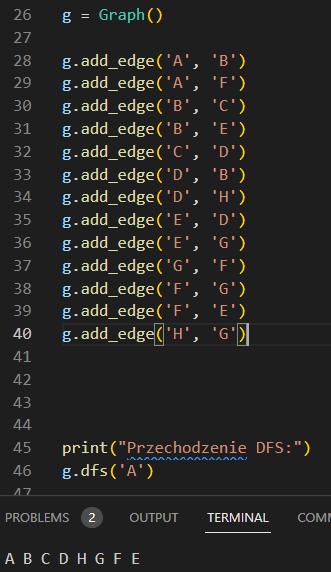 26 g = Graph()
27
28 g.add_edge('A', 'B')
29 g.add_edge('A', 'F')
30 g.add_edge('B', 'C')
31 g.add_edge('B', 'E')
32 g.add_edge('C', 'D')
33 g.add_edge('D', 'B')
34 g.add_edge('D', 'H')
35 g.add_edge('E', 'D')
36 g.add_edge('E', 'G')
37 g.add_edge('G', 'F')
38 g.add_edge('F', 'G')
39 g.add_edge('F', 'E')
40 g.add_edge('H', 'G')
41
42
43
44
45 print("Przechodzenie DFS:")
46 g.dfs('A')
47
PROBLEMS 2 OUTPUT TERMINAL COMM
A B C D H G F E